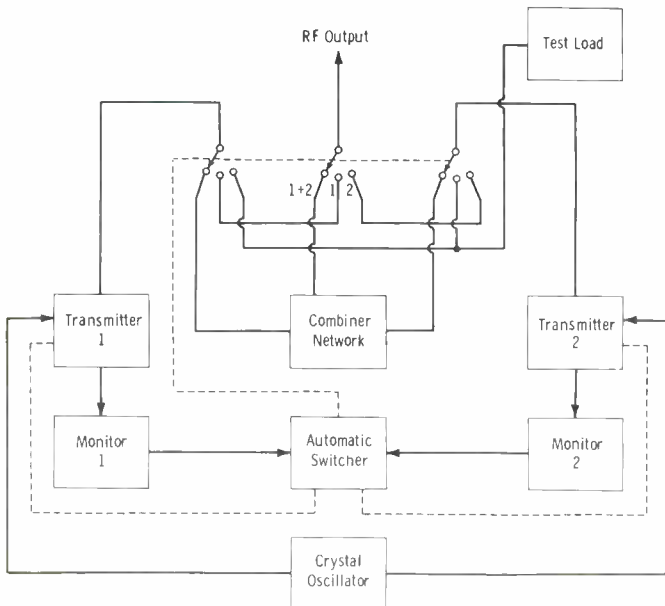 RF Output
Test Load
1+2 1 2
Transmitter
1
Combiner
Network
Transmitter
2
Monitor
1
Automatic
Switcher
Monitor
2
Crystal
Oscillator